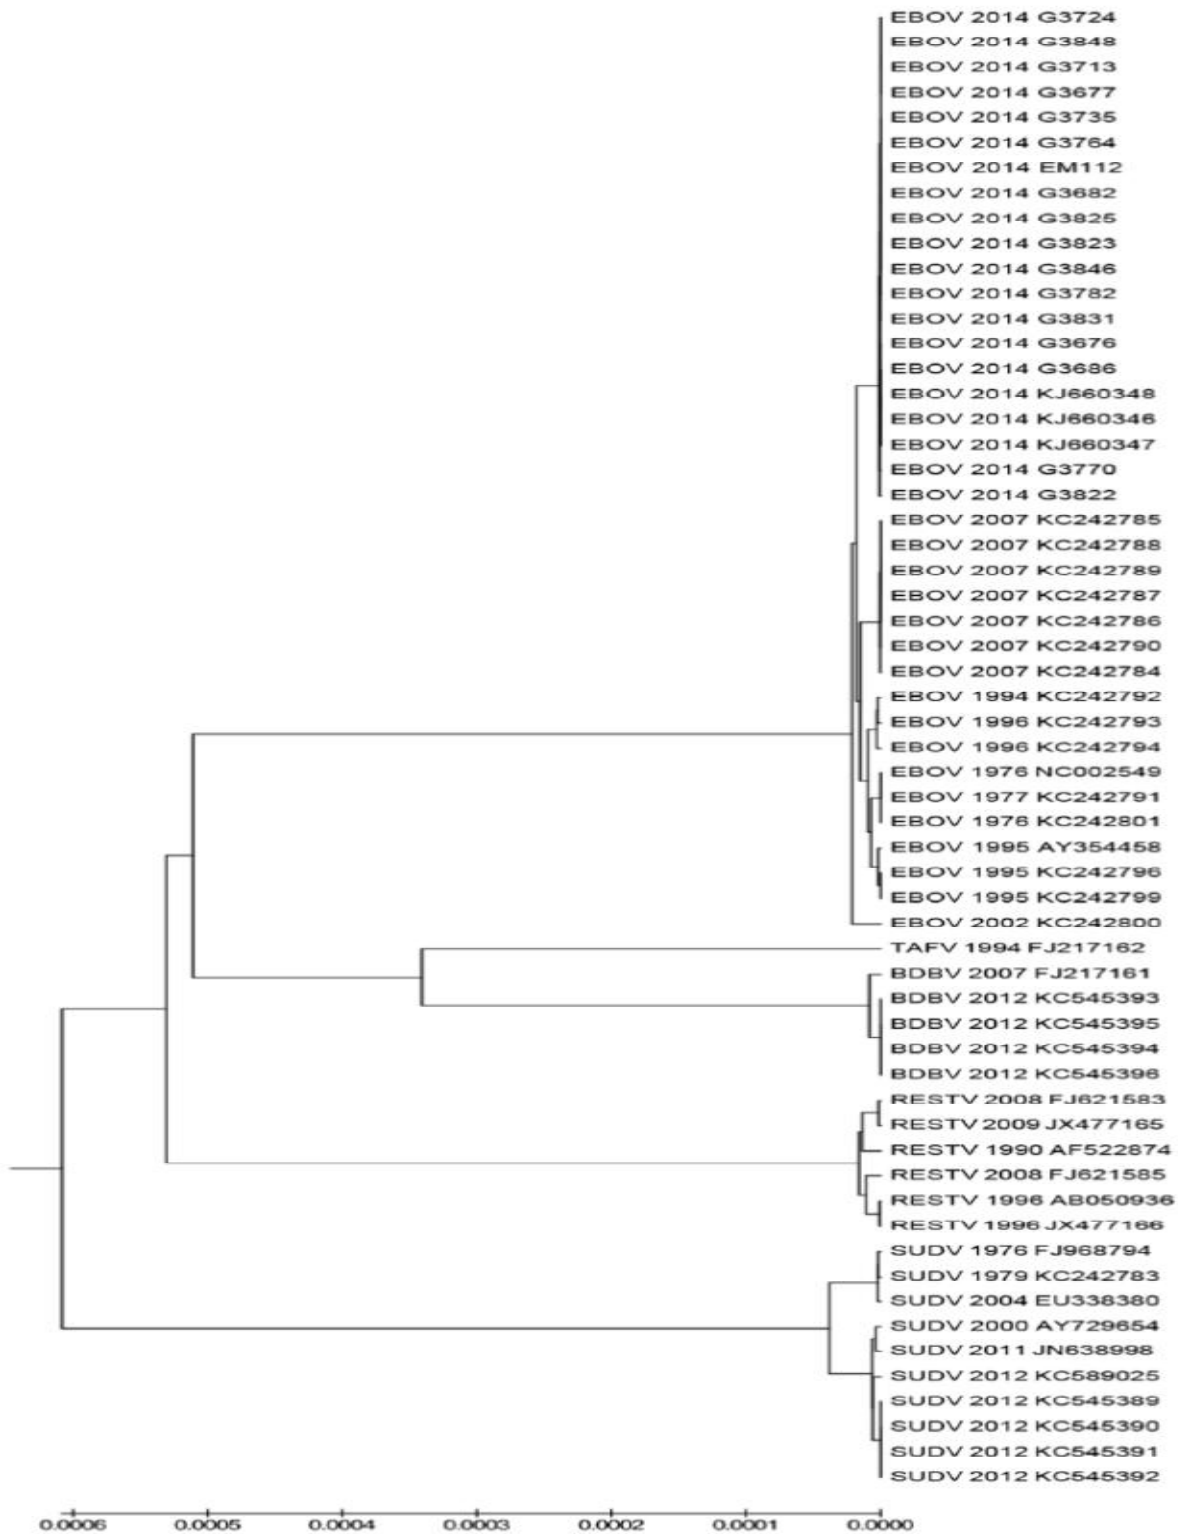 EBOV 2014 G3724
EBOV 2014 G3848
EBOV 2014 G3713
EBOV 2014 G3677
EBOV 2014 G3735
EBOV 2014 G3764
EBOV 2014 EM112
EBOV 2014 G3682
EBOV 2014 G3825
EBOV 2014 G3823
EBOV 2014 G3846
EBOV 2014 G3782
EBOV 2014 G3831
EBOV 2014 G3676
EBOV 2014 G3686
EBOV 2014 KJ660348
EBOV 2014 KJ660346
EBOV 2014 KJ660347
EBOV 2014 G3770
EBOV 2014 G3822
EBOV 2007 KC242785
EBOV 2007 KC242788
EBOV 2007 KC242789
EBOV 2007 KC242787
EBOV 2007 KC242786
EBOV 2007 KC242790
EBOV 2007 KC242784
EBOV 1994 KC242792
EBOV 1996 KC242793
EBOV 1996 KC242794
EBOV 1976 NC002549
EBOV 1977 KC242791
EBOV 1976 KC242801
EBOV 1995 AY354458
EBOV 1995 KC242796
EBOV 1995 KC242799
EBOV 2002 KC242800
TAFV 1994 FJ217162
BDBV 2007 FJ217161
BDBV 2012 KC545393
BDBV 2012 KC545395
BDBV 2012 KC545394
BDBV 2012 KC545396
RESTV 2008 FJ621583
RESTV 2009 JX477165
RESTV 1990 AF522874
RESTV 2008 FJ621585
RESTV 1996 AB050936
RESTV 1996 JX477166
SUDV 1976 FJ968794
SUDV 1979 KC242783
SUDV 2004 EU338380
SUDV 2000 AY729654
SUDV 2011 JN638998
SUDV 2012 KC589025
SUDV 2012 KC545389
SUDV 2012 KC545390
SUDV 2012 KC545391
SUDV 2012 KC545392
0.0006 0.0005 0.0004 0.0003 0.0002 0.0001 0.0000